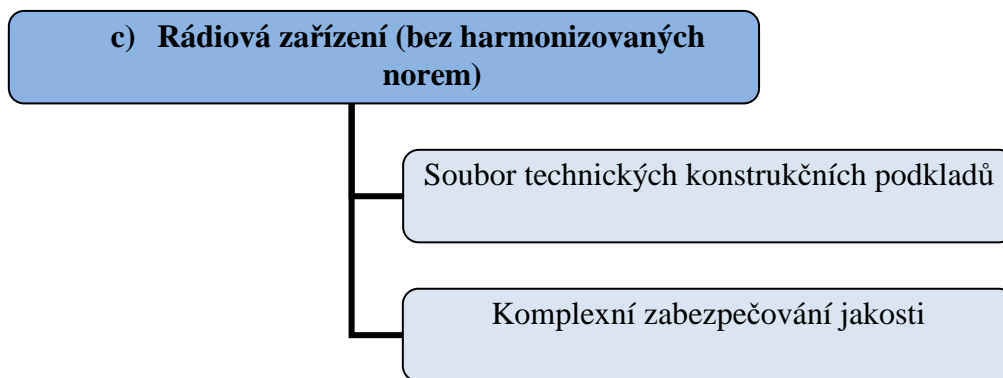 c) Rádiová zařízení (bez harmonizovaných
norem)
Soubor technických konstrukčních podkladů
Komplexní zabezpečování jakosti